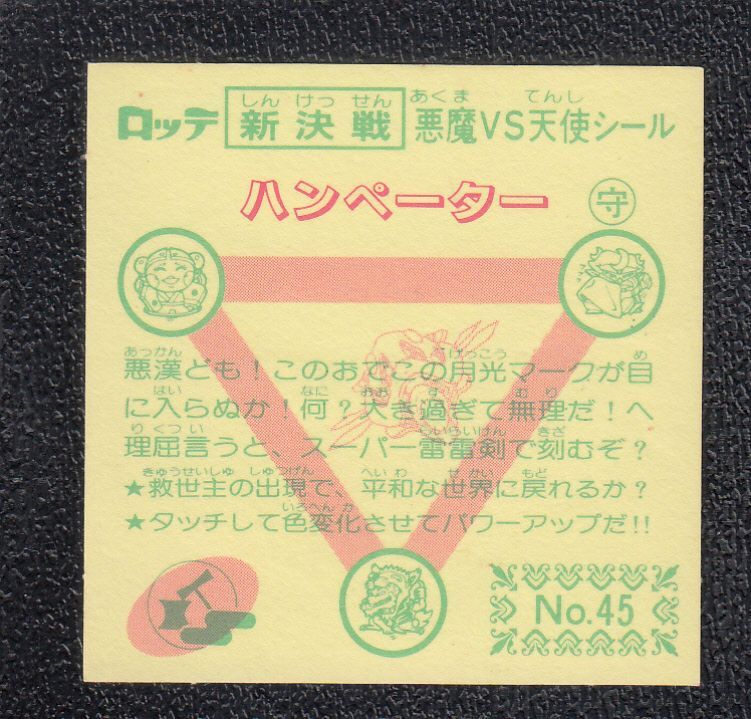 ロッテ 新決戦 悪魔VS天使シール
しん けっ せん あくま てんし
ハンペーター 守
あっかん げっこう め
悪漢ども!このおでこの月光マークが目
はい なに おお す おり
に入らぬか!何?大き過ぎて無理だ!へ
りくつい らいらいけん きざ
理屈言うと、スーパー雷雷剣で刻むぞ?
きゅうせいしゅ しゅつげん へいわ せかい もど
★救世主の出現で、平和な世界に戻れるか?
いろへんか
★タッチして色変化させてパワーアップだ!!
No.45